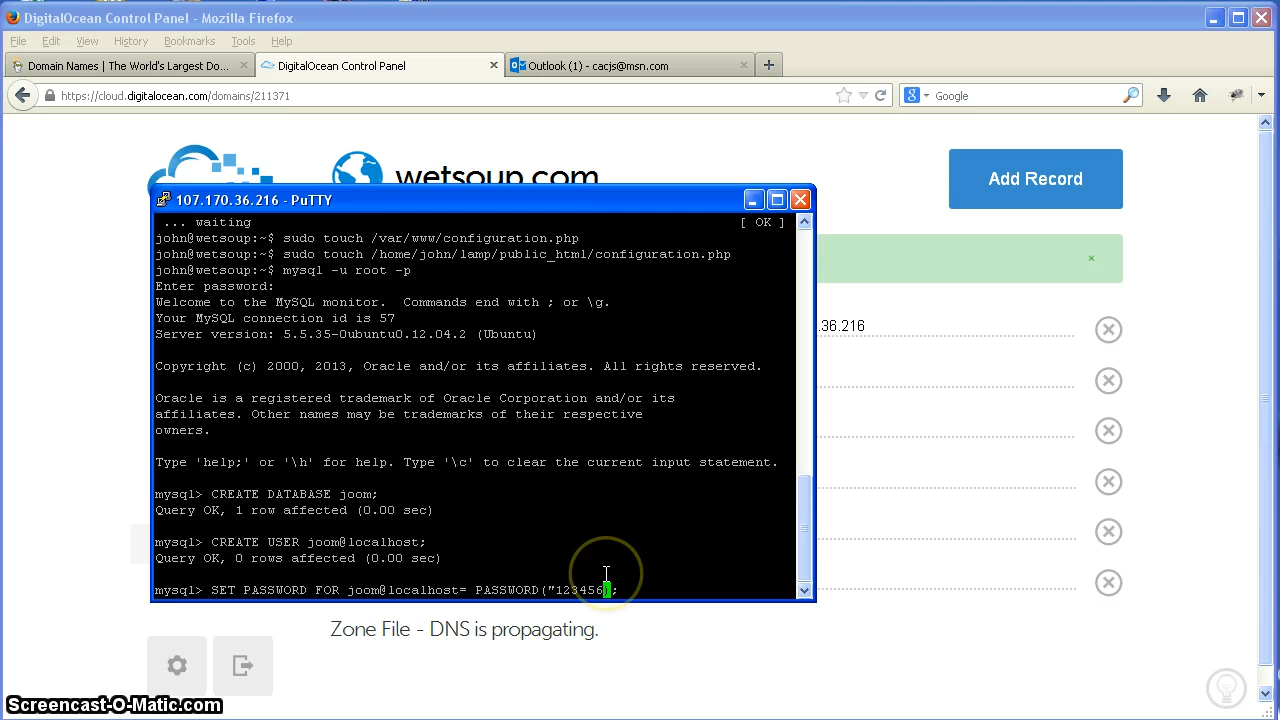 DigitalOcean Control Panel - Mozilla Firefox
File Edit View History Bookmarks Tools Help
Domain Names | The World's Largest Do... DigitalOcean Control Panel Outlook (1) - cacjs@msn.com
https://cloud.digitalocean.com/domains/211371 Google
wetsoup.com
Add Record
107.170.36.216 - PuTTY
... waiting [ OK ]
john@wetsoup:~$ sudo touch /var/www/configuration.php
john@wetsoup:~$ sudo touch /home/john/lamp/public_html/configuration.php
john@wetsoup:~$ mysql -u root -p
Enter password:
Welcome to the MySQL monitor.  Commands end with ; or \g.
Your MySQL connection id is 57
Server version: 5.5.35-0ubuntu0.12.04.2 (Ubuntu)
Copyright (c) 2000, 2013, Oracle and/or its affiliates. All rights reserved.
Oracle is a registered trademark of Oracle Corporation and/or its
affiliates. Other names may be trademarks of their respective
owners.
Type 'help;' or '\h' for help. Type '\c' to clear the current input statement.
mysql> CREATE DATABASE joom;
Query OK, 1 row affected (0.00 sec)
mysql> CREATE USER joom@localhost;
Query OK, 0 rows affected (0.00 sec)
mysql> SET PASSWORD FOR joom@localhost= PASSWORD("123456);
.36.216
Zone File - DNS is propagating.
Screencast-O-Matic.com